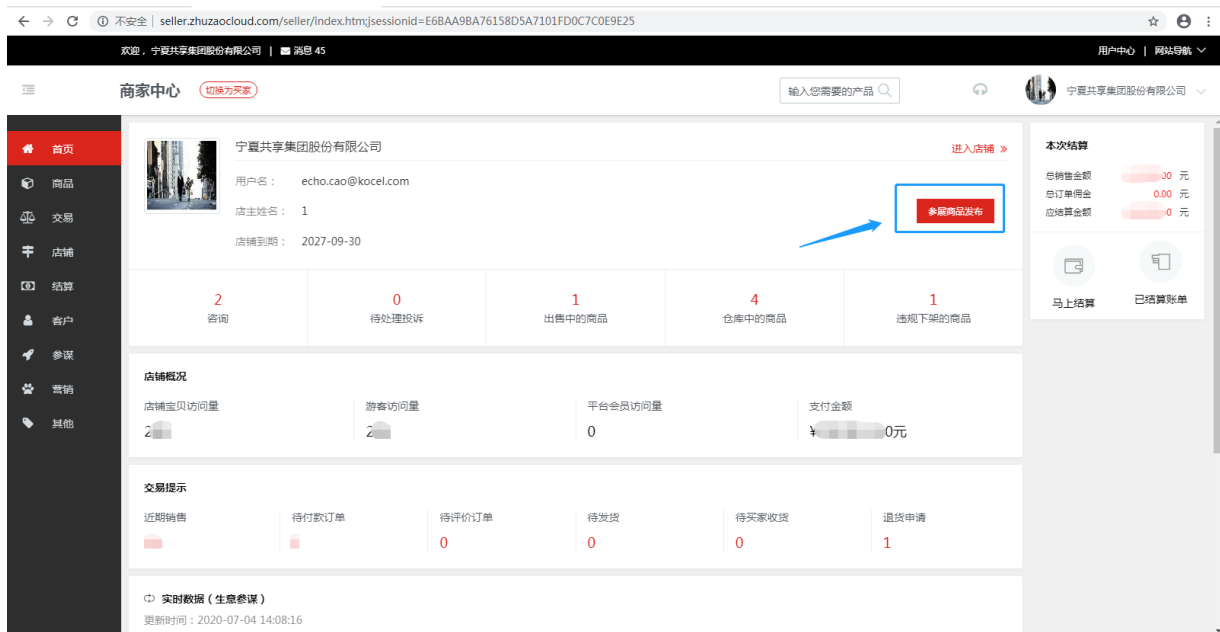 不安全 | seller.zhuzaocloud.com/seller/index.htm;jsessionid=E6BAA9BA76158D5A7101FD0C7C0E9E25
欢迎，宁夏共享集团股份有限公司 | 消息 45
用户中心 | 网站导航
商家中心 切换为买家
输入您需要的产品
宁夏共享集团股份有限公司
首页
商品
交易
店铺
结算
客户
参谋
营销
其他
宁夏共享集团股份有限公司
进入店铺 »
用户名： echo.cao@kocel.com
店主姓名： 1
参展商品发布
店铺到期： 2027-09-30
2 0 1 4 1
咨询 待处理投诉 出售中的商品 仓库中的商品 违规下架的商品
店铺概况
店铺宝贝访问量 游客访问量 平台会员访问量 支付金额
2 2 0 ¥ 0元
交易提示
近期销售 待付款订单 待评价订单 待发货 待买家收货 退货申请
0 0 0 1
实时数据 ( 生意参谋 )
更新时间：2020-07-04 14:08:16
本次结算
总销售金额 00 元
总订单佣金 0.00 元
应结算金额 0 元
马上结算 已结算账单